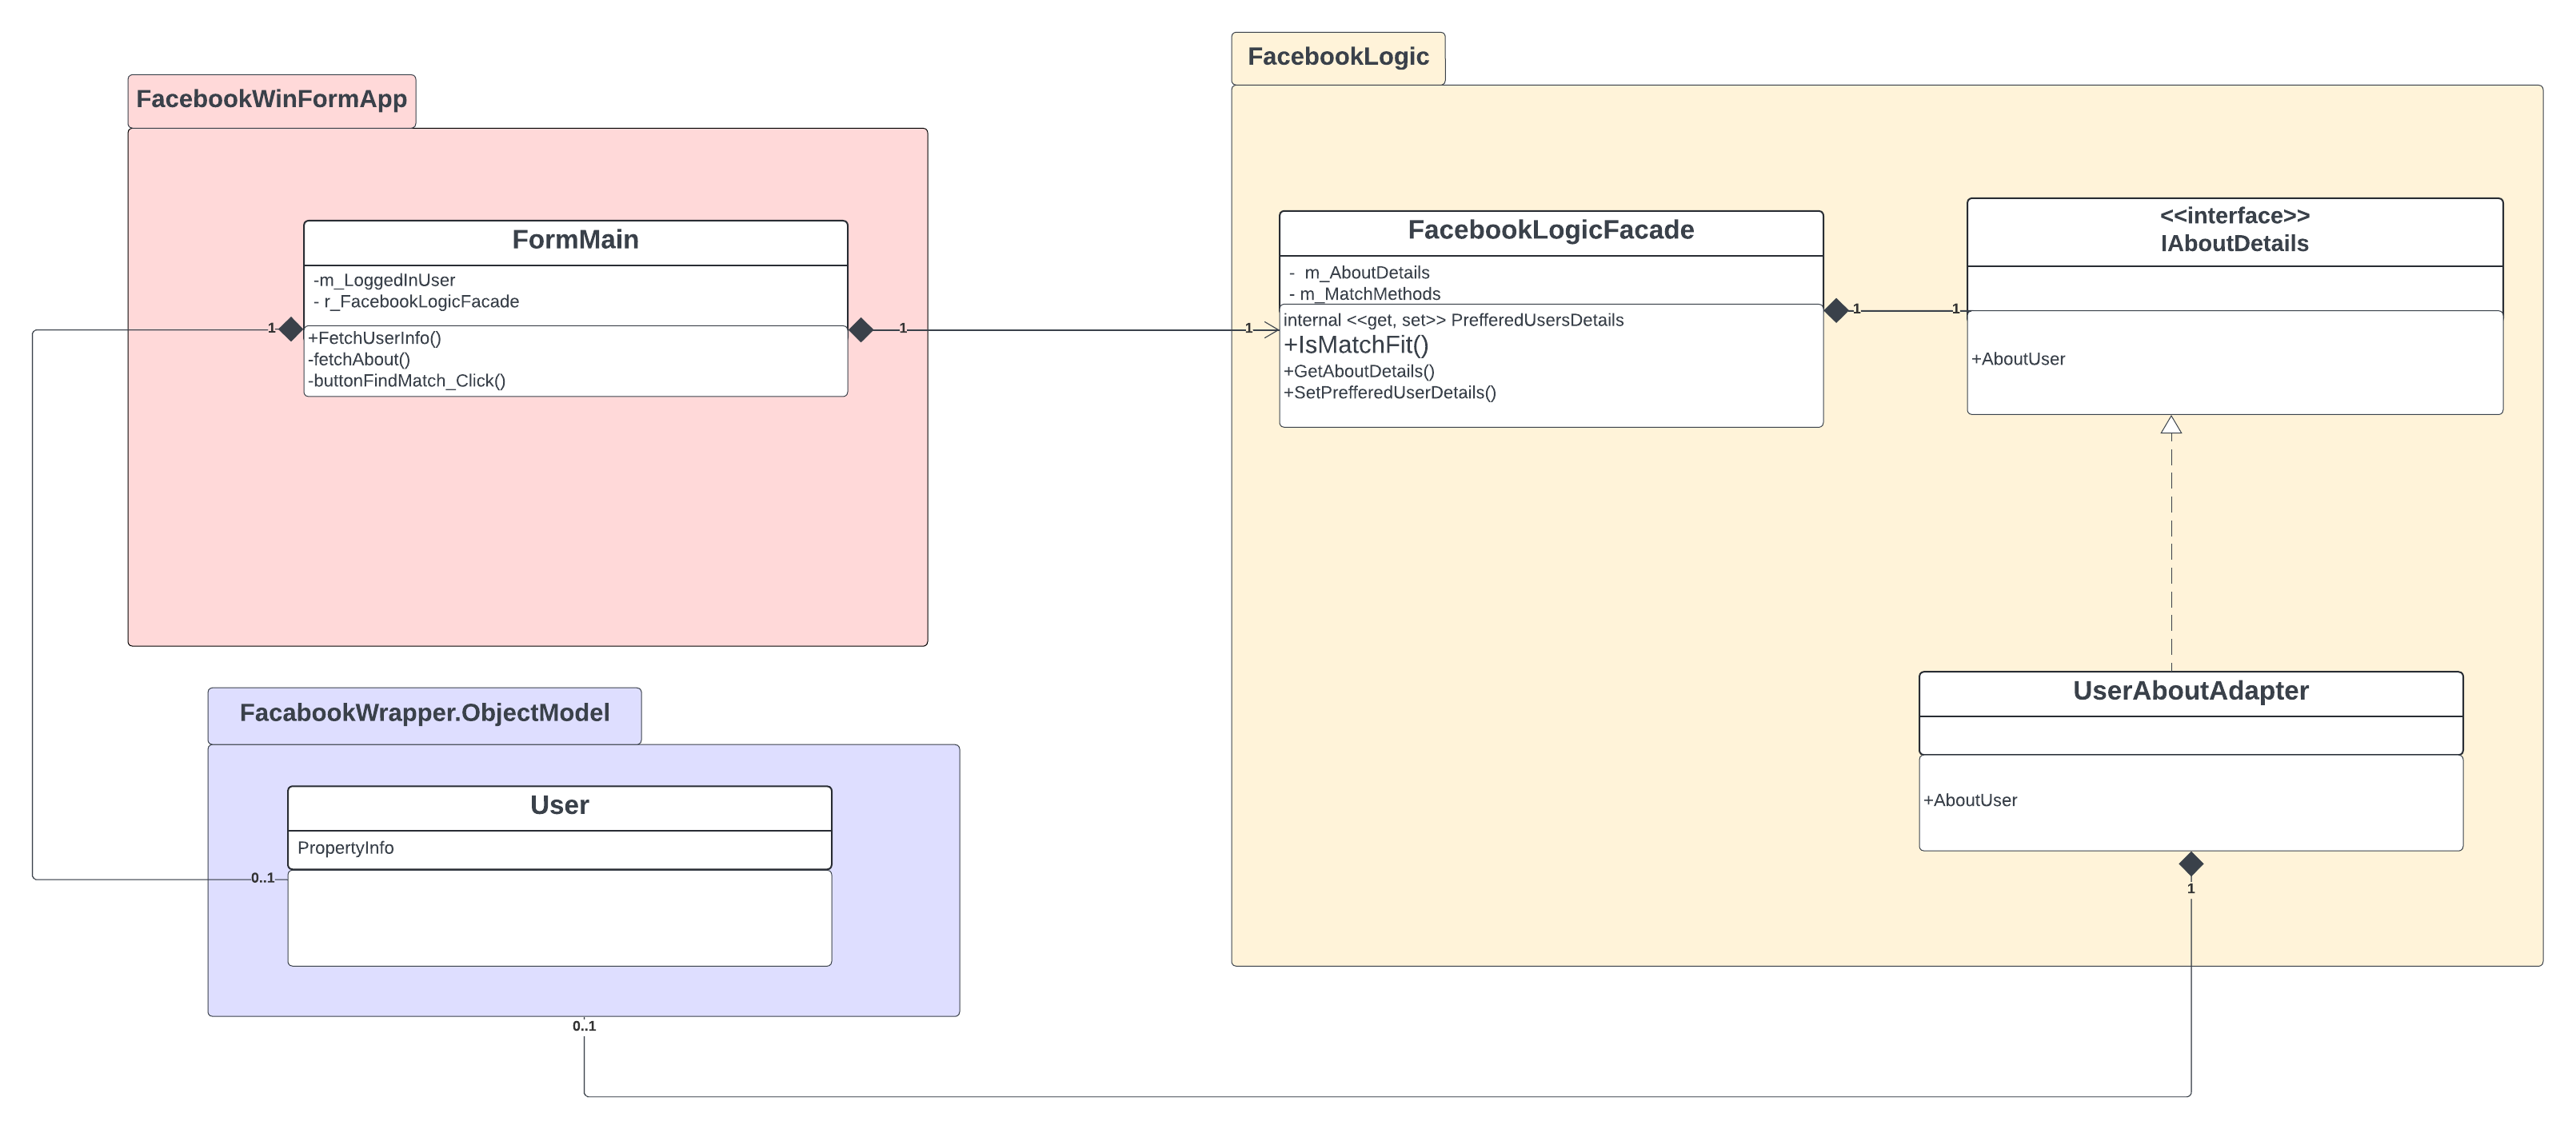 FacebookWinFormApp
FormMain
-m_LoggedInUser
- r_FacebookLogicFacade
+FetchUserInfo()
-fetchAbout()
-buttonFindMatch_Click()
1
1
1
FacebookLogic
FacebookLogicFacade
- m_AboutDetails
- m_MatchMethods
internal <<get, set>> PrefferedUsersDetails
+IsMatchFit()
+GetAboutDetails()
+SetPrefferedUserDetails()
1
1
<<interface>>
IAboutDetails
+AboutUser
UserAboutAdapter
+AboutUser
1
FacabookWrapper.ObjectModel
User
PropertyInfo
0..1
0..1